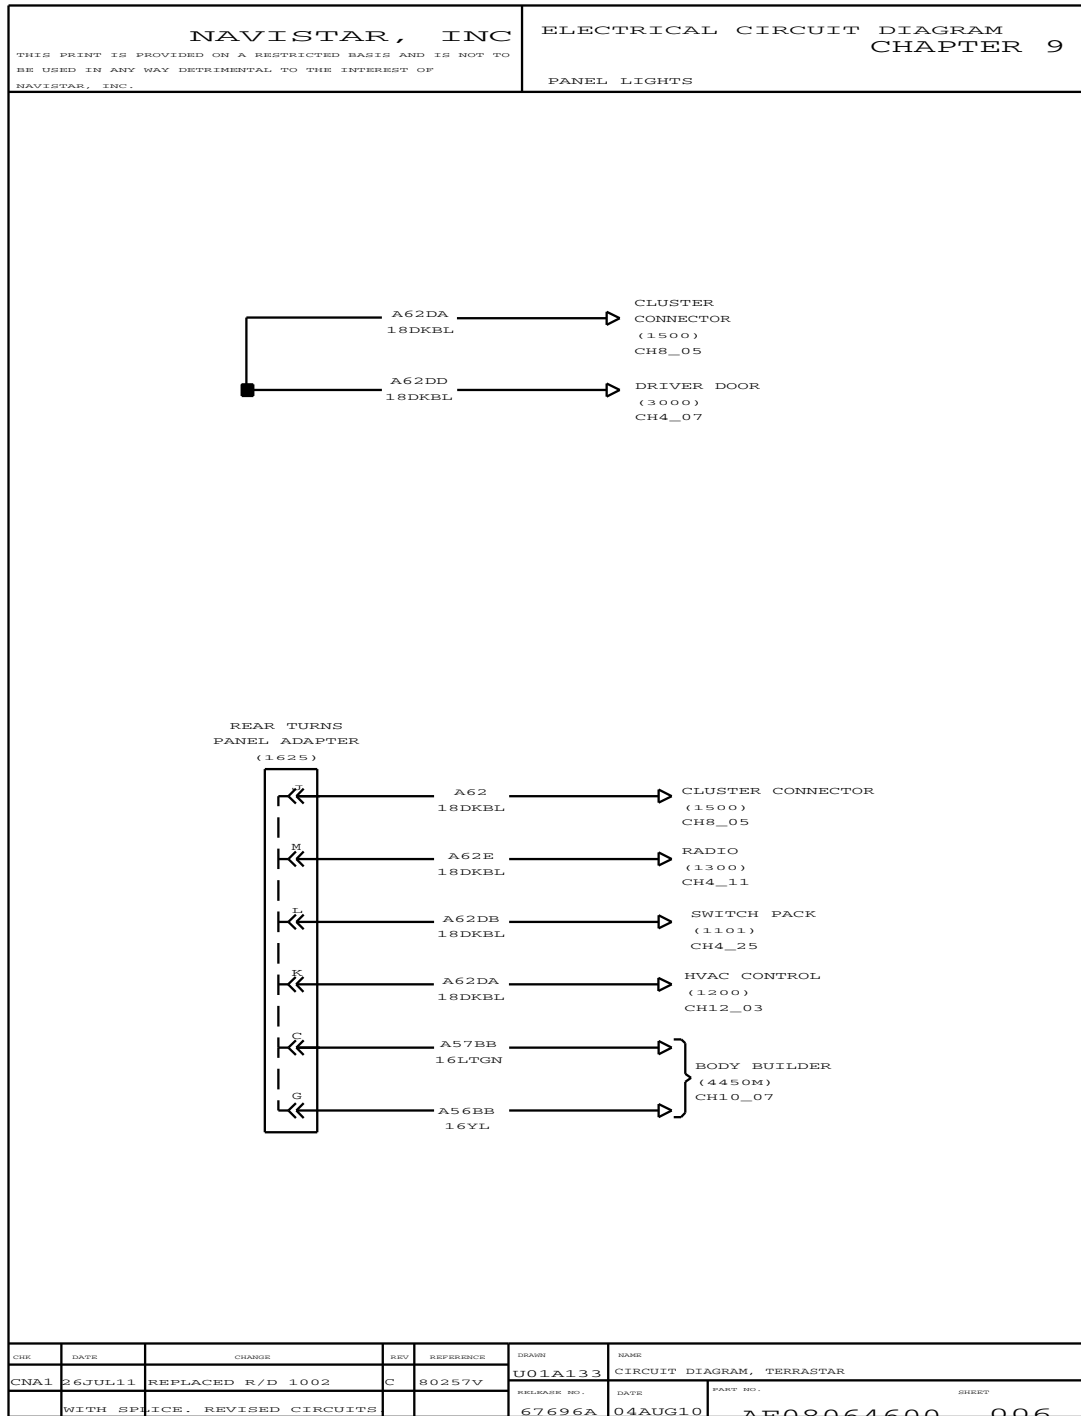 NAVISTAR, INC
THIS PRINT IS PROVIDED ON A RESTRICTED BASIS AND IS NOT TO
BE USED IN ANY WAY DETRIMENTAL TO THE INTEREST OF
NAVISTAR, INC.
ELECTRICAL CIRCUIT DIAGRAM
CHAPTER 9
PANEL LIGHTS
A62DA
18DKBL
CLUSTER
CONNECTOR
(1500)
CH8_05
A62DD
18DKBL
DRIVER DOOR
(3000)
CH4_07
REAR TURNS
PANEL ADAPTER
(1625)
J
A62
18DKBL
CLUSTER CONNECTOR
(1500)
CH8_05
M
A62E
18DKBL
RADIO
(1300)
CH4_11
L
A62DB
18DKBL
SWITCH PACK
(1101)
CH4_25
K
A62DA
18DKBL
HVAC CONTROL
(1200)
CH12_03
C
A57BB
16LTGN
G
A56BB
16YL
BODY BUILDER
(4450M)
CH10_07
CHK DATE CHANGE REV REFERENCE
CNA1 26JUL11 REPLACED R/D 1002 C 80257V
WITH SPLICE. REVISED CIRCUITS.
DRAWN
U01A133
NAME
CIRCUIT DIAGRAM, TERRASTAR
RELEASE NO.
67696A
DATE
04AUG10
PART NO. SHEET